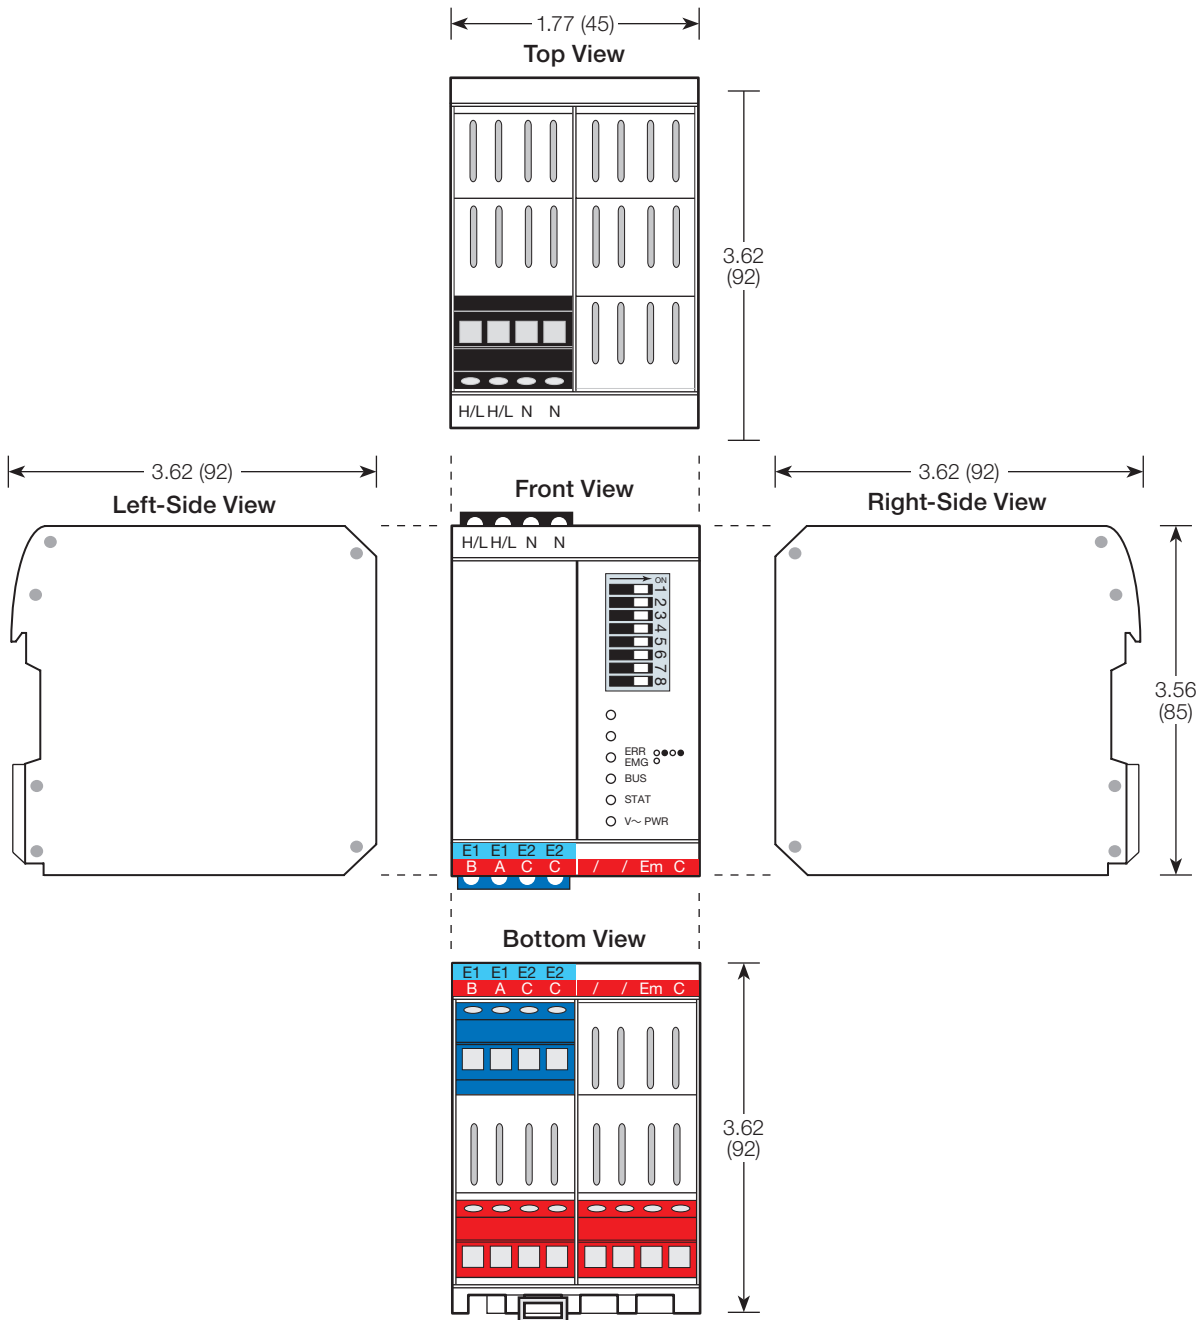 1.77 (45)
Top View
3.62
(92)
H/L H/L N N
3.62 (92)
Left-Side View
Front View
3.62 (92)
Right-Side View
H/L H/L N N
ON
1
2
3
4
5
6
7
8
3.56
(85)
ERR
EMG
BUS
STAT
V~ PWR
E1 E1 E2 E2
B A C C / / Em C
Bottom View
E1 E1 E2 E2
B A C C / / Em C
3.62
(92)